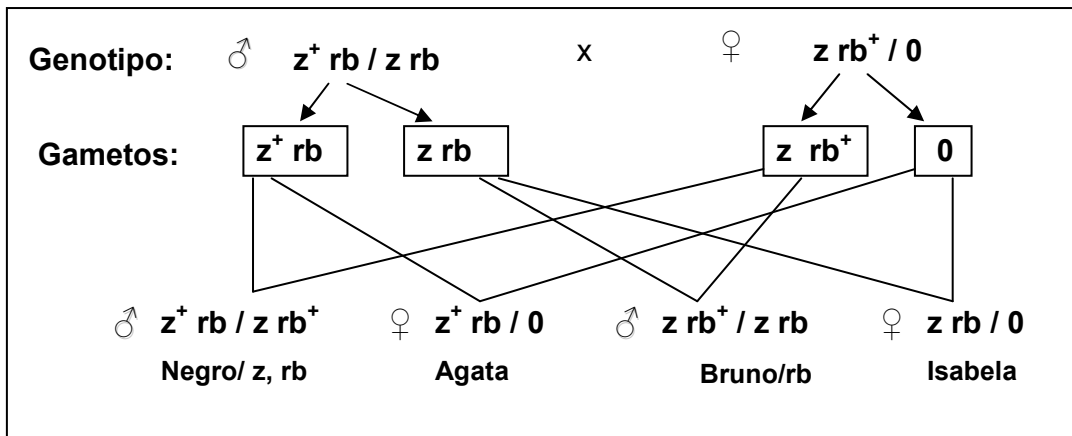 Genotipo: ♂ z⁺ rb / z rb x ♀ z rb⁺ / 0
Gametos: z⁺ rb z rb z rb⁺ 0
♂ z⁺ rb / z rb⁺ ♀ z⁺ rb / 0 ♂ z rb⁺ / z rb ♀ z rb / 0
Negro/ z, rb Agata Bruno/rb Isabela